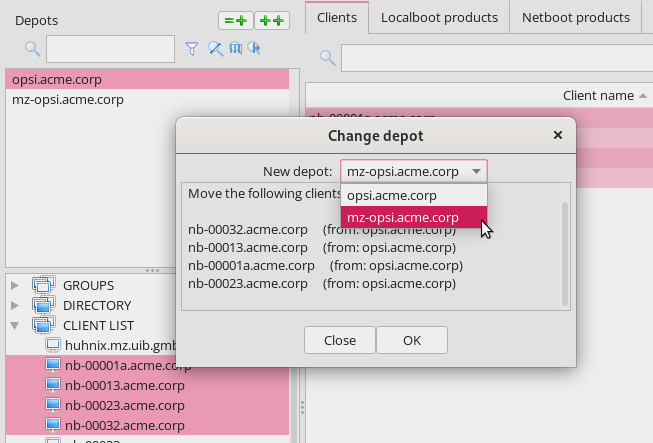 Depots
Clients
Localboot products
Netboot products
opsi.acme.corp
mz-opsi.acme.corp
Client name
Change depot
New depot: mz-opsi.acme.corp
opsi.acme.corp
mz-opsi.acme.corp
Move the following clients
nb-00032.acme.corp (from: opsi.acme.corp)
nb-00013.acme.corp (from: opsi.acme.corp)
nb-00001a.acme.corp (from: opsi.acme.corp)
nb-00023.acme.corp (from: opsi.acme.corp)
Close
OK
GROUPS
DIRECTORY
CLIENT LIST
huhnix.mz.uib.gmb
nb-00001a.acme.corp
nb-00013.acme.corp
nb-00023.acme.corp
nb-00032.acme.corp